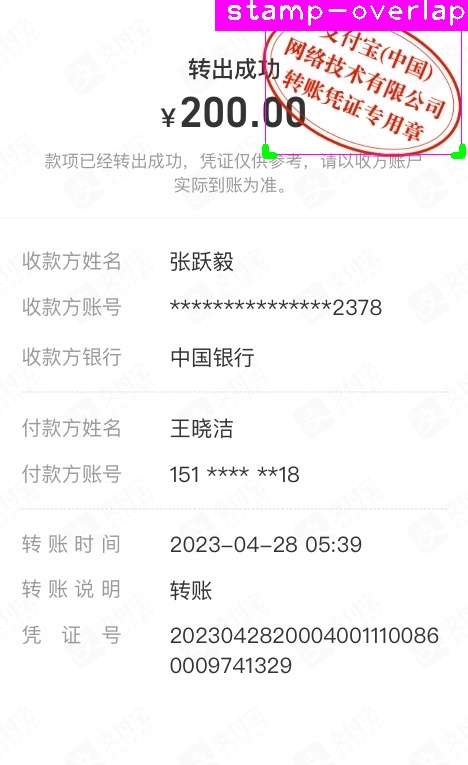 stamp-overlap
支付宝(中国)
网络技术有限公司
转账凭证专用章
转出成功
¥200.00
款项已经转出成功，凭证仅供参考，请以收方账户
实际到账为准。
收款方姓名 张跃毅
收款方账号 ***************2378
收款方银行 中国银行
付款方姓名 王晓洁
付款方账号 151 **** **18
转账时间 2023-04-28 05:39
转账说明 转账
凭证号 2023042820004001110086
0009741329